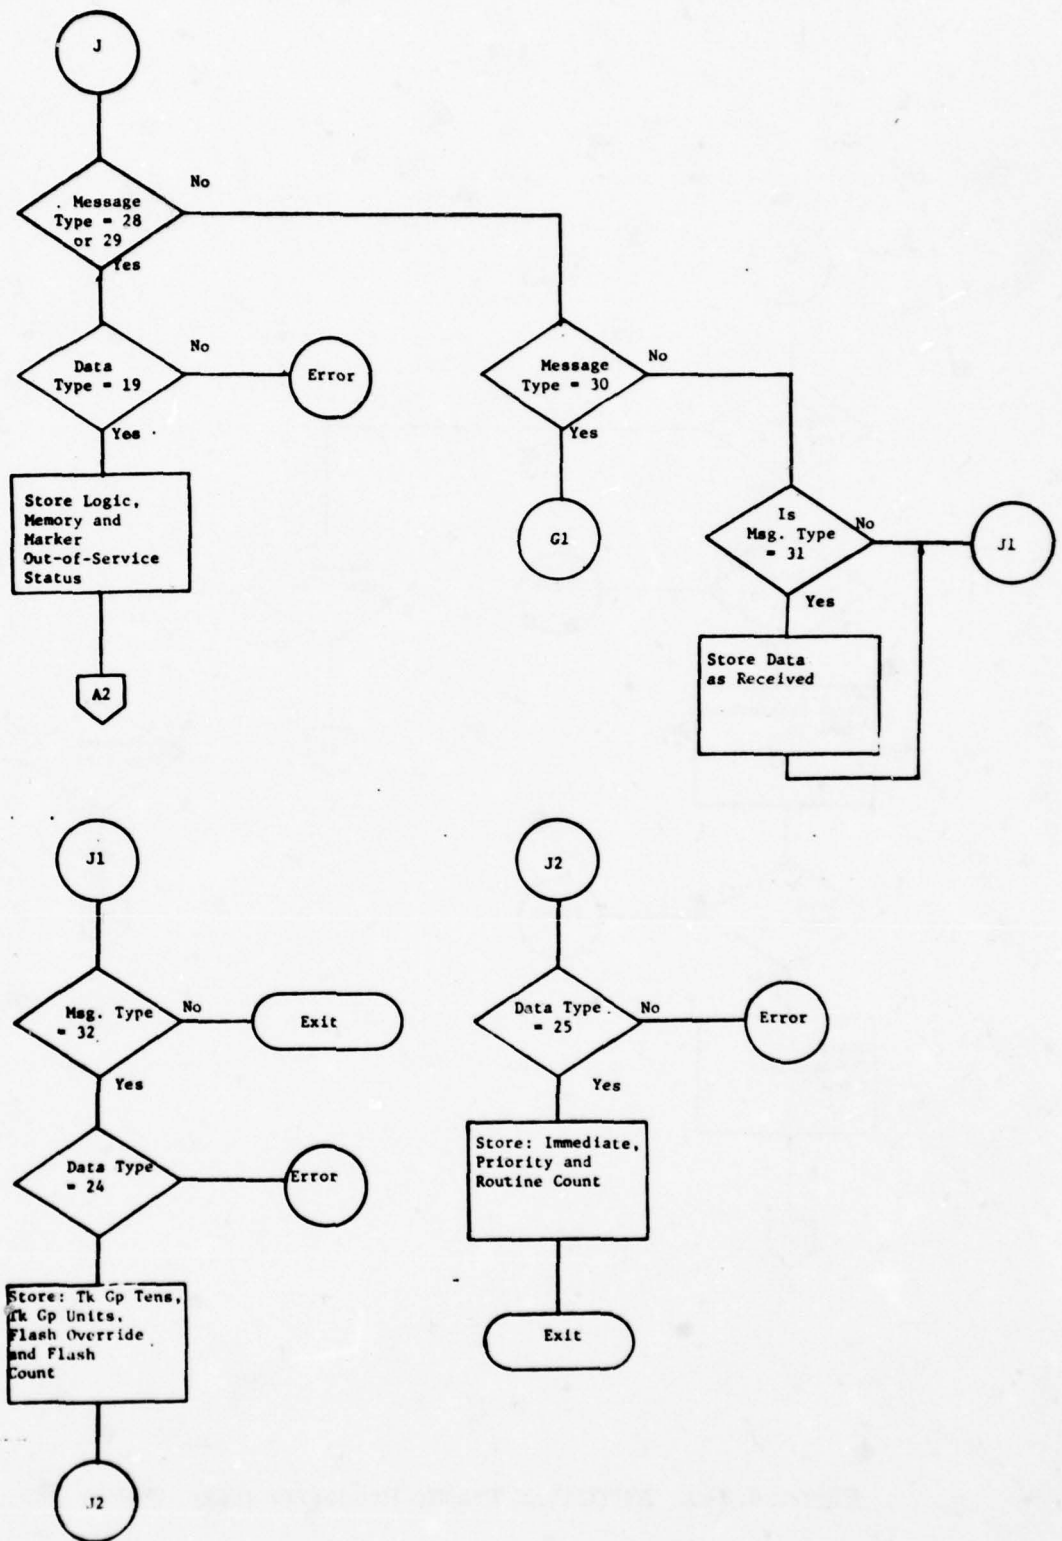 J
Message
Type = 28
or 29
No
Yes
Data
Type = 19
No
Error
Yes
Store Logic,
Memory and
Marker
Out-of-Service
Status
A2
Message
Type = 30
No
Yes
G1
Is
Msg. Type
= 31
No
J1
Yes
Store Data
as Received
J1
Msg. Type
= 32
No
Exit
Yes
Data Type
= 24
Error
Store: Tk Gp Tens,
Tk Gp Units,
Flash Override
and Flash
Count
J2
J2
Data Type
= 25
No
Error
Yes
Store: Immediate,
Priority and
Routine Count
Exit